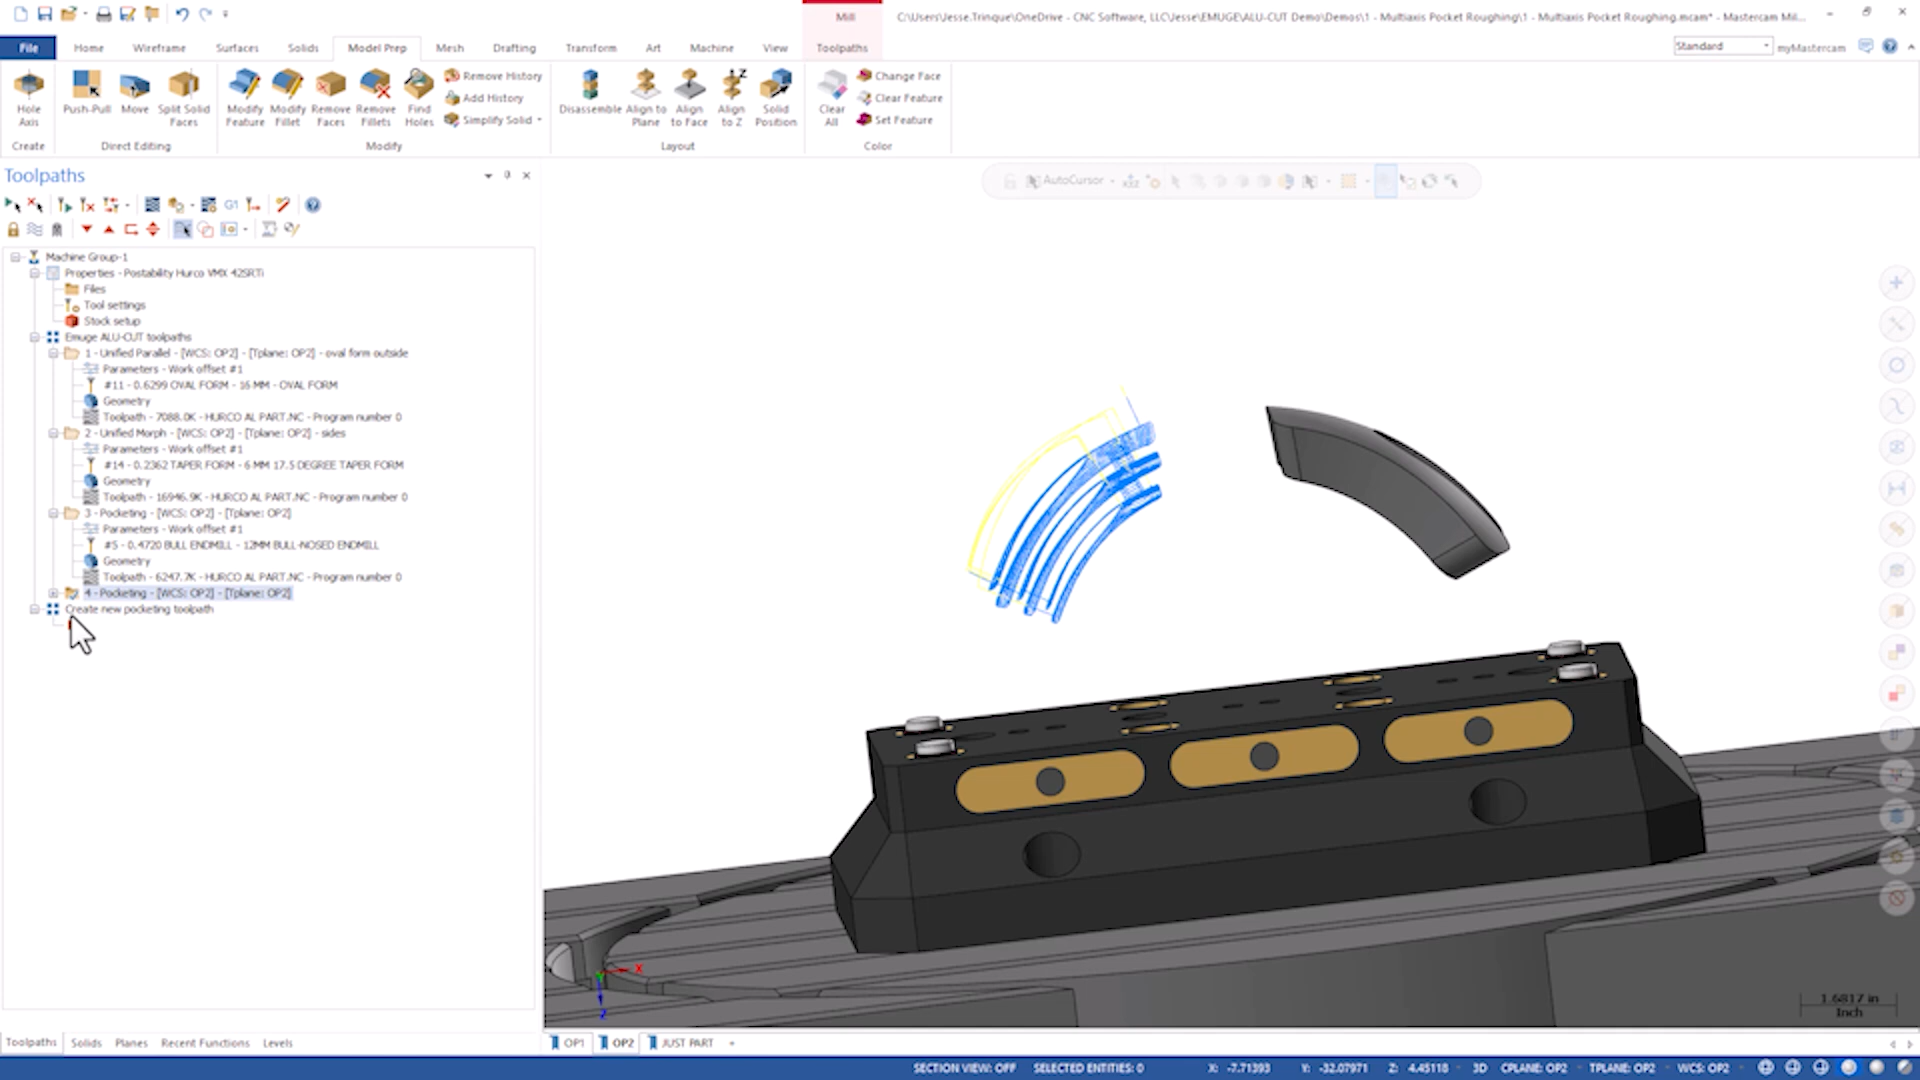 Mill
C:\Users\Jesse.Trinque\OneDrive - CNC Software, LLC\Jesse\EMUGE\ALU-CUT Demo\Demos\1 - Multiaxis Pocket Roughing\1 - Multiaxis Pocket Roughing.mcam* - Mastercam Mil...
File Home Wireframe Surfaces Solids Model Prep Mesh Drafting Transform Art Machine View Toolpaths
Standard myMastercam
Hole Axis
Push-Pull
Move
Split Solid Faces
Modify Feature
Modify Fillet
Remove Faces
Remove Fillets
Find Holes
Remove History
Add History
Simplify Solid
Disassemble
Align to Plane
Align to Face
Align to Z
Solid Position
Clear All
Change Face
Clear Feature
Set Feature
Create Direct Editing Modify Layout Color
Toolpaths
AutoCursor
G1
Machine Group-1
Properties - Postability Hurco VMX 42SRTi
Files
Tool settings
Stock setup
Emuge ALU-CUT toolpaths
1 - Unified Parallel - [WCS: OP2] - [Tplane: OP2] - oval form outside
Parameters - Work offset #1
#11 - 0.6299 OVAL FORM - 16 MM - OVAL FORM
Geometry
Toolpath - 7088.0K - HURCO AL PART.NC - Program number 0
2 - Unified Morph - [WCS: OP2] - [Tplane: OP2] - sides
Parameters - Work offset #1
#14 - 0.2362 TAPER FORM - 6 MM 17.5 DEGREE TAPER FORM
Geometry
Toolpath - 16946.9K - HURCO AL PART.NC - Program number 0
3 - Pocketing - [WCS: OP2] - [Tplane: OP2]
Parameters - Work offset #1
#5 - 0.4720 BULL ENDMILL - 12MM BULL-NOSED ENDMILL
Geometry
Toolpath - 6247.7K - HURCO AL PART.NC - Program number 0
4 - Pocketing - [WCS: OP2] - [Tplane: OP2]
Create new pocketing toolpath
X
Z
1.6817 in
Inch
Toolpaths Solids Planes Recent Functions Levels
OP1 OP2 JUST PART +
SECTION VIEW: OFF SELECTED ENTITIES: 0 X: -7.71393 Y: -32.07971 Z: 4.45118 3D CPLANE: OP2 TPLANE: OP2 WCS: OP2